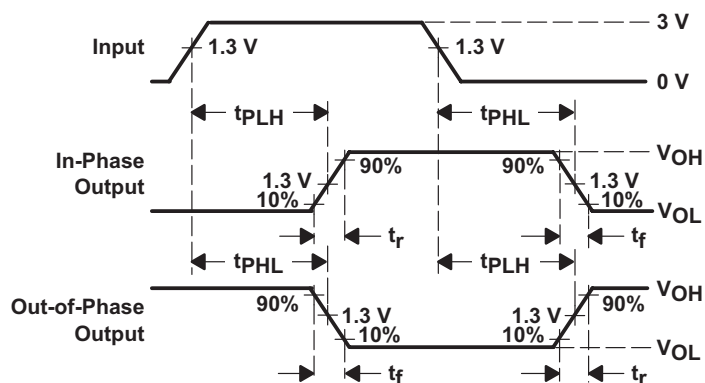 3 V
Input
1.3 V
1.3 V
0 V
tPLH
tPHL
In-Phase
Output
90%
90%
VOH
1.3 V
1.3 V
10%
10%
VOL
tr
tf
tPHL
tPLH
Out-of-Phase
Output
90%
90%
VOH
1.3 V
1.3 V
10%
10%
VOL
tf
tr